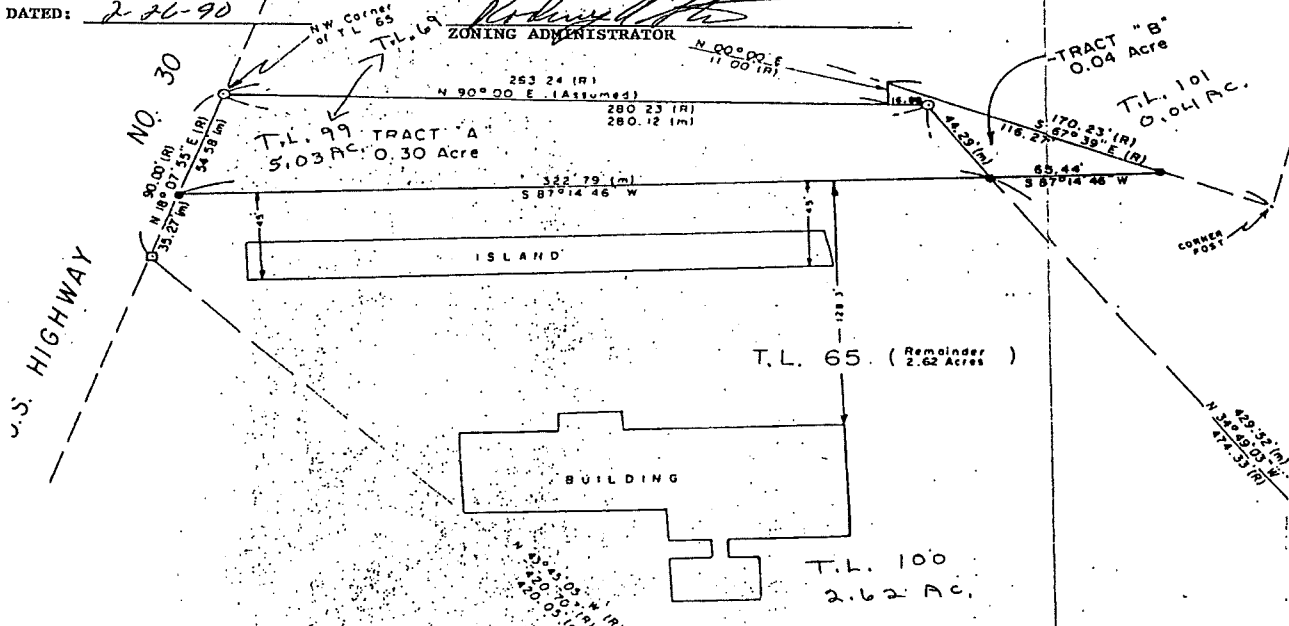 DATED: 2-26-90
ZONING ADMINISTRATOR
NW Corner
of T L 65
T.L. 69
N 00° 00' E
11.00 (R)
TRACT "B"
0.04 Acre
T.L. 101
0.04 AC.
NO. 30
253 24 (R)
N 90° 00 E . (Assumed)
280 23 (R)
280.12 (m)
T.L. 99 TRACT "A"
5.03 AC. 0.30 Acre
170.23' (R)
S 67° 39" E (R)
116.27'
44.29' (m)
90.00' (R)
N 18° 07' 55" E (R)
54 58 (m)
35.27' (m)
322' 79 (m)
S 87° 14' 46" W
65.44'
S 87° 14' 46" W
CORNER
POST
45'
45'
ISLAND
U.S. HIGHWAY
128.3'
T.L. 65 ( Remainder
2.62 Acres )
429.52' (m)
N 34° 49' 03" W
474.33 (R)
BUILDING
N 43° 45' 05" W (R)
420.70' (R)
420.05'
T.L. 100
2.62 AC.